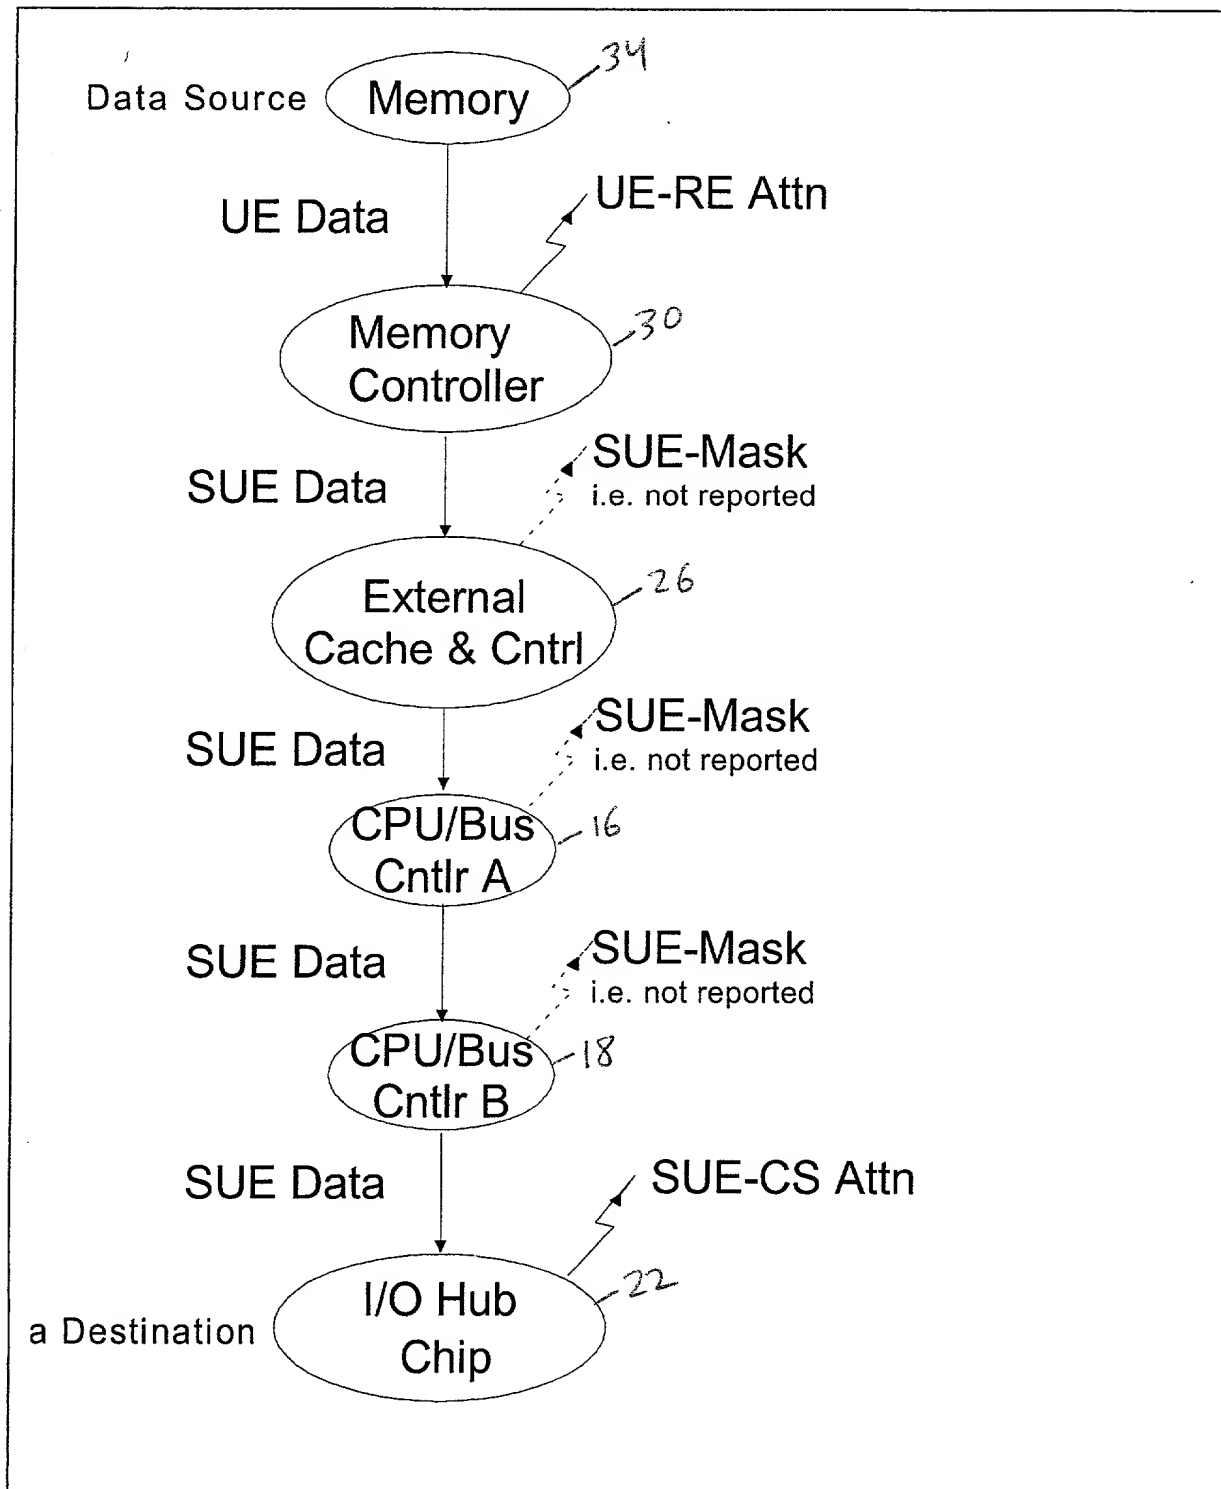 34
Data Source
Memory
UE Data
UE-RE Attn
Memory
Controller
30
SUE Data
SUE-Mask
i.e. not reported
External
Cache & Cntrl
26
SUE Data
SUE-Mask
i.e. not reported
CPU/Bus
Cntlr A
16
SUE Data
SUE-Mask
i.e. not reported
CPU/Bus
Cntlr B
18
SUE Data
SUE-CS Attn
I/O Hub
Chip
22
a Destination